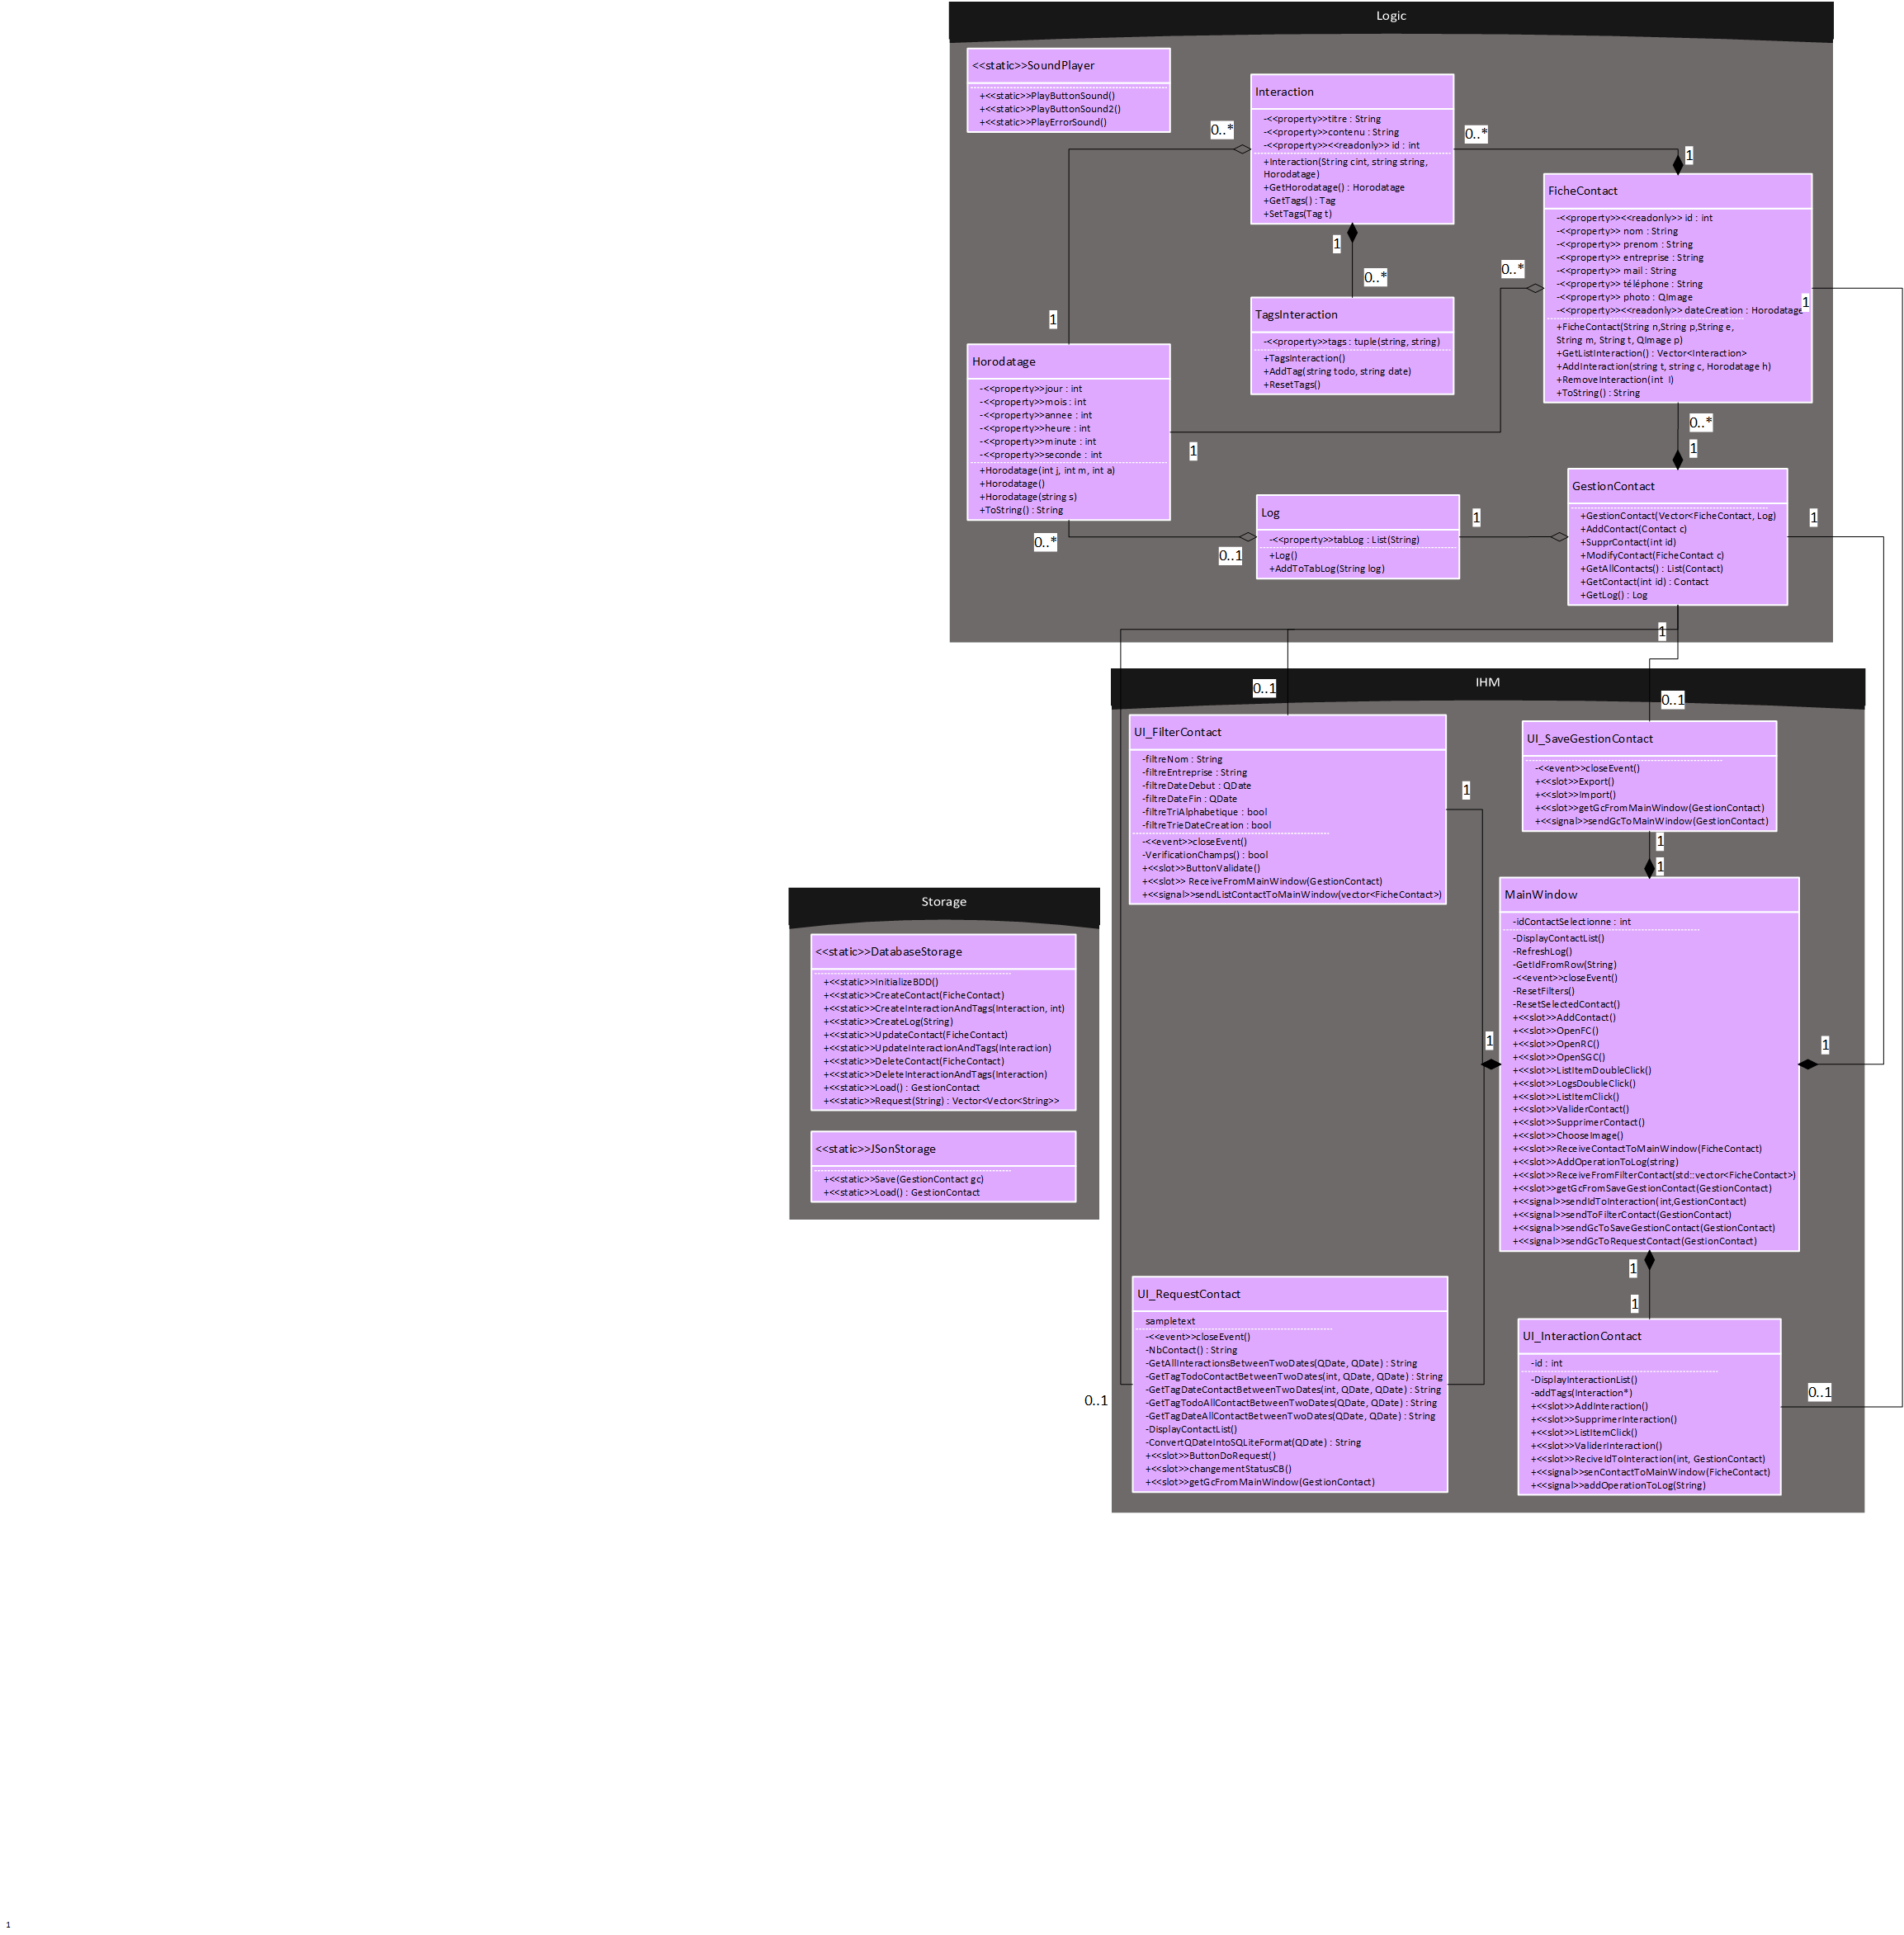 Logic
<<static>>SoundPlayer
+<<static>>PlayButtonSound()
+<<static>>PlayButtonSound2()
+<<static>>PlayErrorSound()
Interaction
-<<property>>titre : String
-<<property>>contenu : String
-<<property>><<readonly>> id : int
+Interaction(String cint, string string,
Horodatage)
+GetHorodatage() : Horodatage
+GetTags() : Tag
+SetTags(Tag t)
0..*
0..*
1
FicheContact
-<<property>><<readonly>> id : int
-<<property>> nom : String
-<<property>> prenom : String
-<<property>> entreprise : String
-<<property>> mail : String
-<<property>> téléphone : String
-<<property>> photo : QImage
-<<property>><<readonly>> dateCreation : Horodatage
+FicheContact(String n,String p,String e,
String m, String t, QImage p)
+GetListInteraction() : Vector<Interaction>
+AddInteraction(string t, string c, Horodatage h)
+RemoveInteraction(int  I)
+ToString() : String
1
1
0..*
0..*
TagsInteraction
-<<property>>tags : tuple(string, string)
+TagsInteraction()
+AddTag(string todo, string date)
+ResetTags()
1
Horodatage
-<<property>>jour : int
-<<property>>mois : int
-<<property>>annee : int
-<<property>>heure : int
-<<property>>minute : int
-<<property>>seconde : int
+Horodatage(int j, int m, int a)
+Horodatage()
+Horodatage(string s)
+ToString() : String
1
0..*
1
GestionContact
+GestionContact(Vector<FicheContact, Log)
+AddContact(Contact c)
+SupprContact(int id)
+ModifyContact(FicheContact c)
+GetAllContacts() : List(Contact)
+GetContact(int id) : Contact
+GetLog() : Log
Log
-<<property>>tabLog : List(String)
+Log()
+AddToTabLog(String log)
1
1
0..*
0..1
1
IHM
0..1
0..1
UI_FilterContact
-filtreNom : String
-filtreEntreprise : String
-filtreDateDebut : QDate
-filtreDateFin : QDate
-filtreTriAlphabetique : bool
-filtreTrieDateCreation : bool
-<<event>>closeEvent()
-VerificationChamps() : bool
+<<slot>>ButtonValidate()
+<<slot>> ReceiveFromMainWindow(GestionContact)
+<<signal>>sendListContactToMainWindow(vector<FicheContact>)
UI_SaveGestionContact
-<<event>>closeEvent()
+<<slot>>Export()
+<<slot>>Import()
+<<slot>>getGcFromMainWindow(GestionContact)
+<<signal>>sendGcToMainWindow(GestionContact)
1
1
1
Storage
<<static>>DatabaseStorage
+<<static>>InitializeBDD()
+<<static>>CreateContact(FicheContact)
+<<static>>CreateInteractionAndTags(Interaction, int)
+<<static>>CreateLog(String)
+<<static>>UpdateContact(FicheContact)
+<<static>>UpdateInteractionAndTags(Interaction)
+<<static>>DeleteContact(FicheContact)
+<<static>>DeleteInteractionAndTags(Interaction)
+<<static>>Load() : GestionContact
+<<static>>Request(String) : Vector<Vector<String>>
<<static>>JSonStorage
+<<static>>Save(GestionContact gc)
+<<static>>Load() : GestionContact
MainWindow
-idContactSelectionne : int
-DisplayContactList()
-RefreshLog()
-GetIdFromRow(String)
-<<event>>closeEvent()
-ResetFilters()
-ResetSelectedContact()
+<<slot>>AddContact()
+<<slot>>OpenFC()
+<<slot>>OpenRC()
+<<slot>>OpenSGC()
+<<slot>>ListItemDoubleClick()
+<<slot>>LogsDoubleClick()
+<<slot>>ListItemClick()
+<<slot>>ValiderContact()
+<<slot>>SupprimerContact()
+<<slot>>ChooseImage()
+<<slot>>ReceiveContactToMainWindow(FicheContact)
+<<slot>>AddOperationToLog(string)
+<<slot>>ReceiveFromFilterContact(std::vector<FicheContact>)
+<<slot>>getGcFromSaveGestionContact(GestionContact)
+<<signal>>sendIdToInteraction(int,GestionContact)
+<<signal>>sendToFilterContact(GestionContact)
+<<signal>>sendGcToSaveGestionContact(GestionContact)
+<<signal>>sendGcToRequestContact(GestionContact)
1
1
1
1
UI_RequestContact
sampletext
-<<event>>closeEvent()
-NbContact() : String
-GetAllInteractionsBetweenTwoDates(QDate, QDate) : String
-GetTagTodoContactBetweenTwoDates(int, QDate, QDate) : String
-GetTagDateContactBetweenTwoDates(int, QDate, QDate) : String
-GetTagTodoAllContactBetweenTwoDates(QDate, QDate) : String
-GetTagDateAllContactBetweenTwoDates(QDate, QDate) : String
-DisplayContactList()
-ConvertQDateIntoSQLiteFormat(QDate) : String
+<<slot>>ButtonDoRequest()
+<<slot>>changementStatusCB()
+<<slot>>getGcFromMainWindow(GestionContact)
0..1
UI_InteractionContact
-id : int
-DisplayInteractionList()
-addTags(Interaction*)
+<<slot>>AddInteraction()
+<<slot>>SupprimerInteraction()
+<<slot>>ListItemClick()
+<<slot>>ValiderInteraction()
+<<slot>>ReciveIdToInteraction(int, GestionContact)
+<<signal>>senContactToMainWindow(FicheContact)
+<<signal>>addOperationToLog(String)
0..1
1